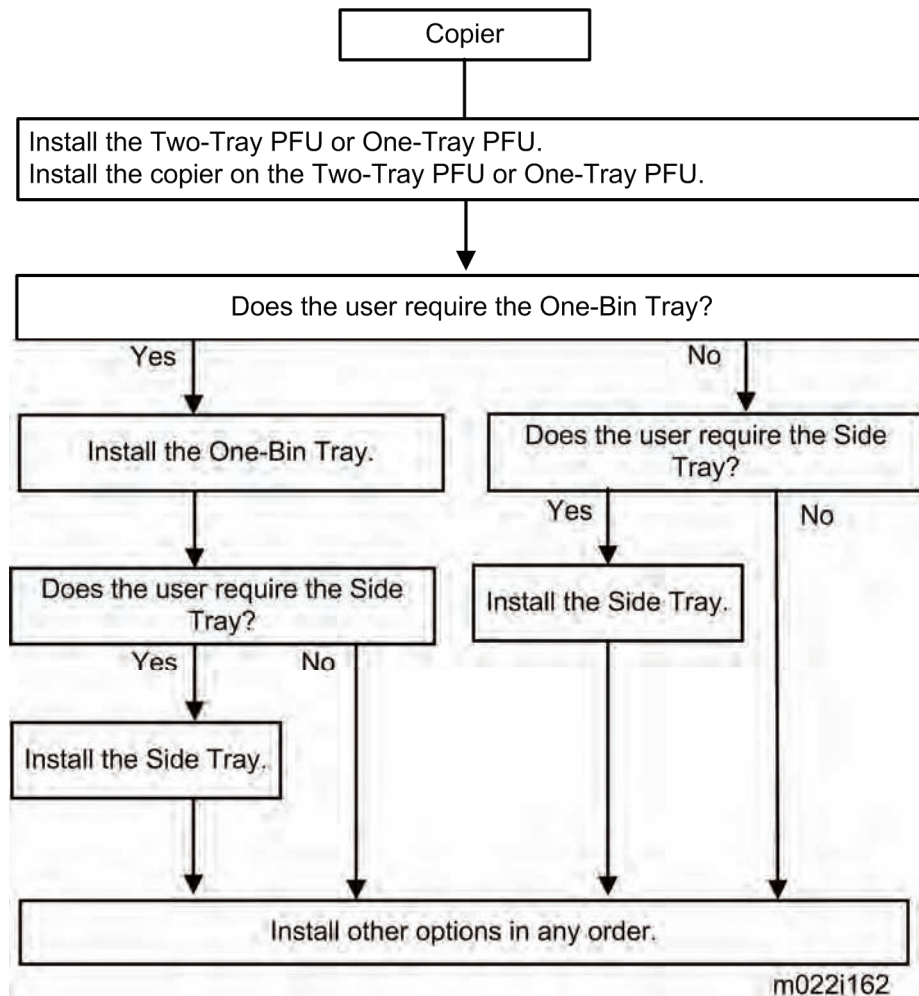 Copier
Install the Two-Tray PFU or One-Tray PFU.
Install the copier on the Two-Tray PFU or One-Tray PFU.
Does the user require the One-Bin Tray?
Yes
No
Install the One-Bin Tray.
Does the user require the Side
Tray?
Yes
No
Does the user require the Side
Tray?
Install the Side Tray.
Yes
No
Install the Side Tray.
Install other options in any order.
m022i162